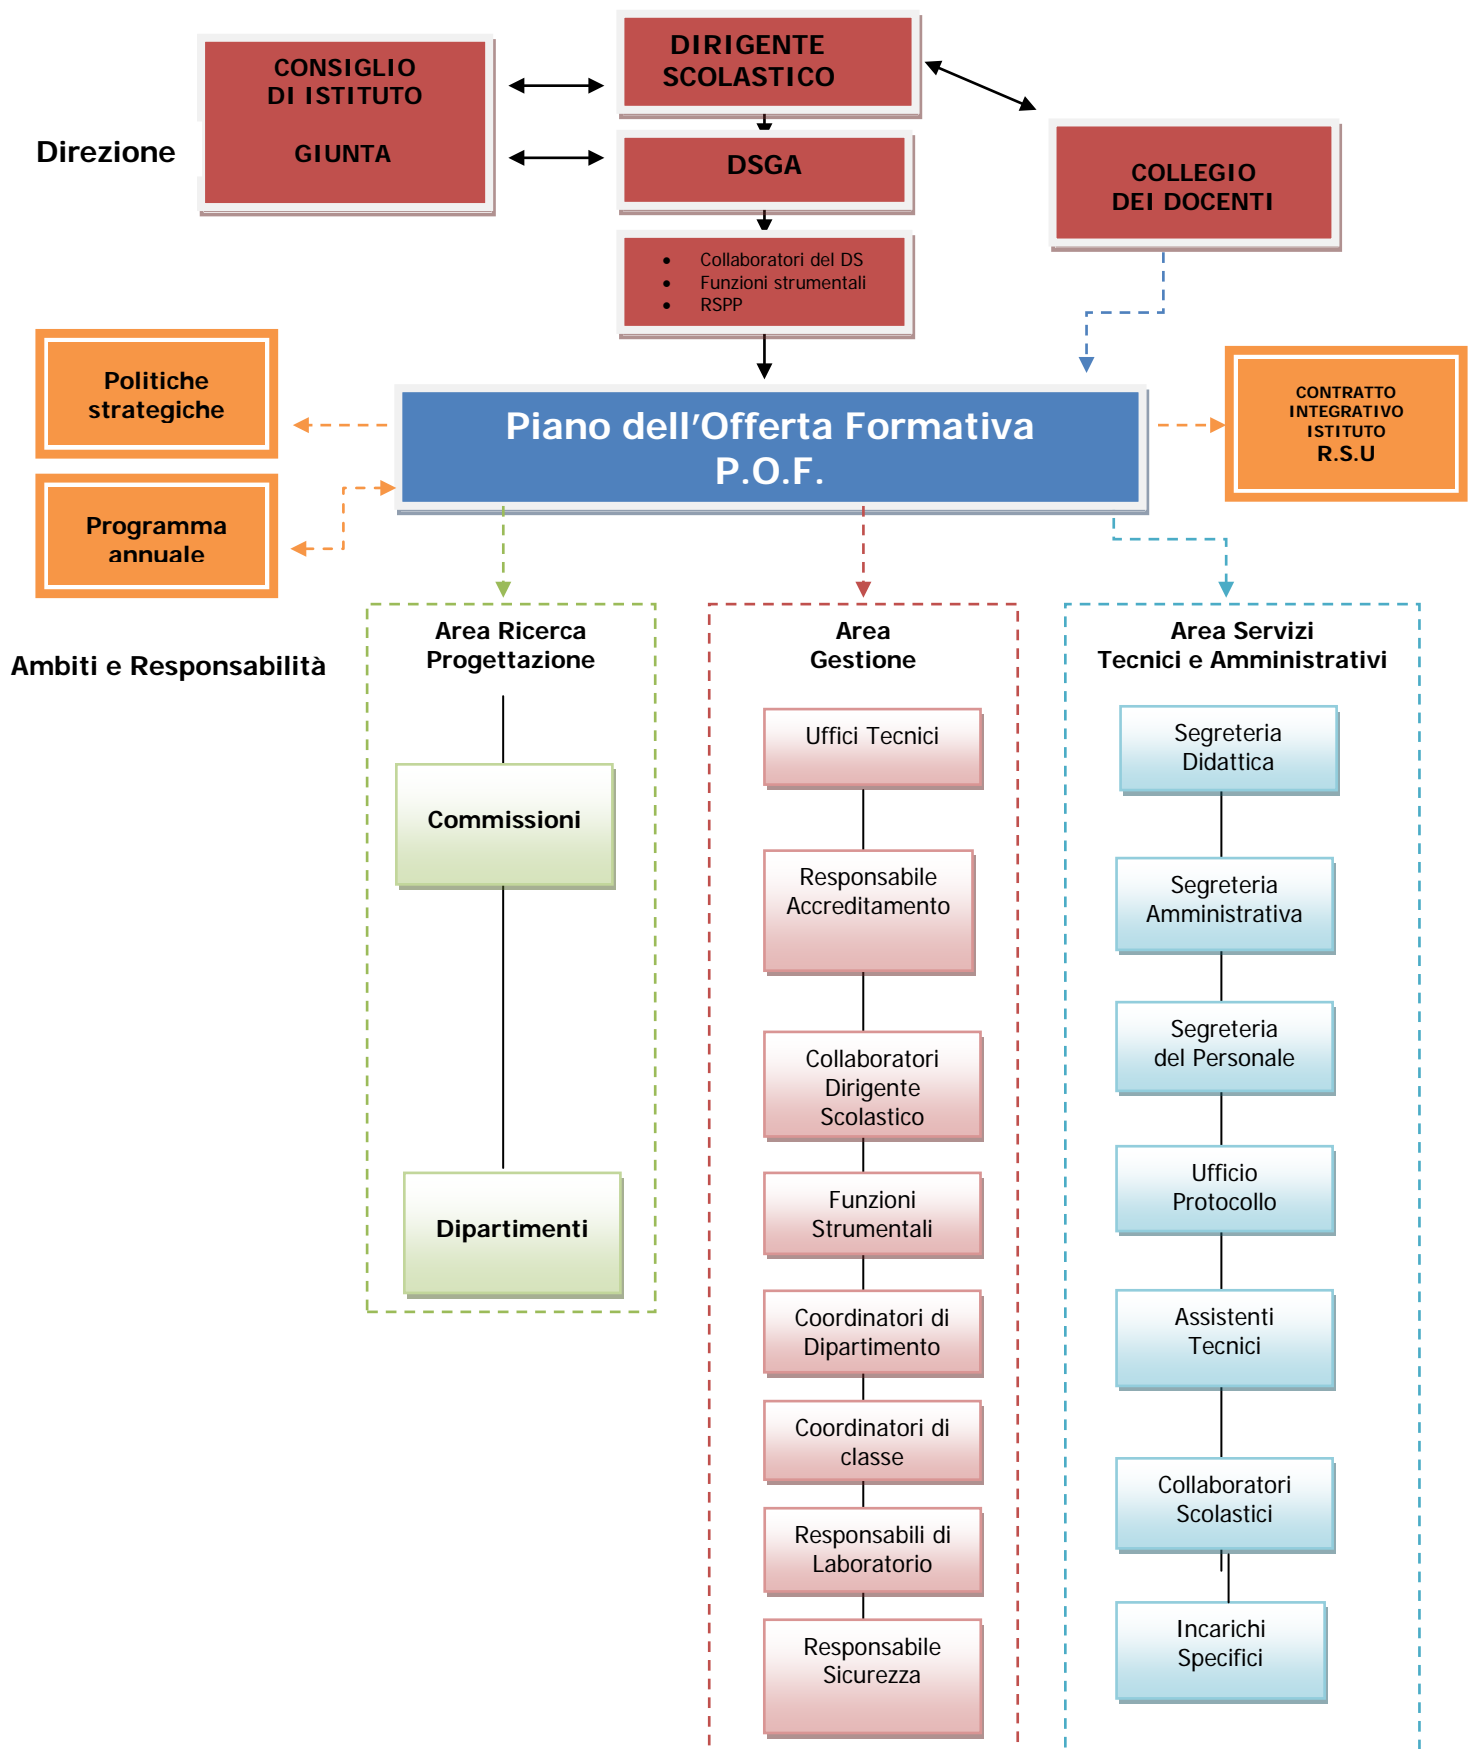 DIRIGENTE
SCOLASTICO
CONSIGLIO
DI ISTITUTO
GIUNTA
Direzione
DSGA
COLLEGIO
DEI DOCENTI
• Collaboratori del DS
• Funzioni strumentali
• RSPP
Politiche
strategiche
Piano dell'Offerta Formativa
P.O.F.
CONTRATTO
INTEGRATIVO
ISTITUTO
R.S.U
Programma
annuale
Ambiti e Responsabilità
Area Ricerca
Progettazione
Commissioni
Dipartimenti
Area
Gestione
Uffici Tecnici
Responsabile
Accreditamento
Collaboratori
Dirigente
Scolastico
Funzioni
Strumentali
Coordinatori di
Dipartimento
Coordinatori di
classe
Responsabili di
Laboratorio
Responsabile
Sicurezza
Area Servizi
Tecnici e Amministrativi
Segreteria
Didattica
Segreteria
Amministrativa
Segreteria
del Personale
Ufficio
Protocollo
Assistenti
Tecnici
Collaboratori
Scolastici
Incarichi
Specifici